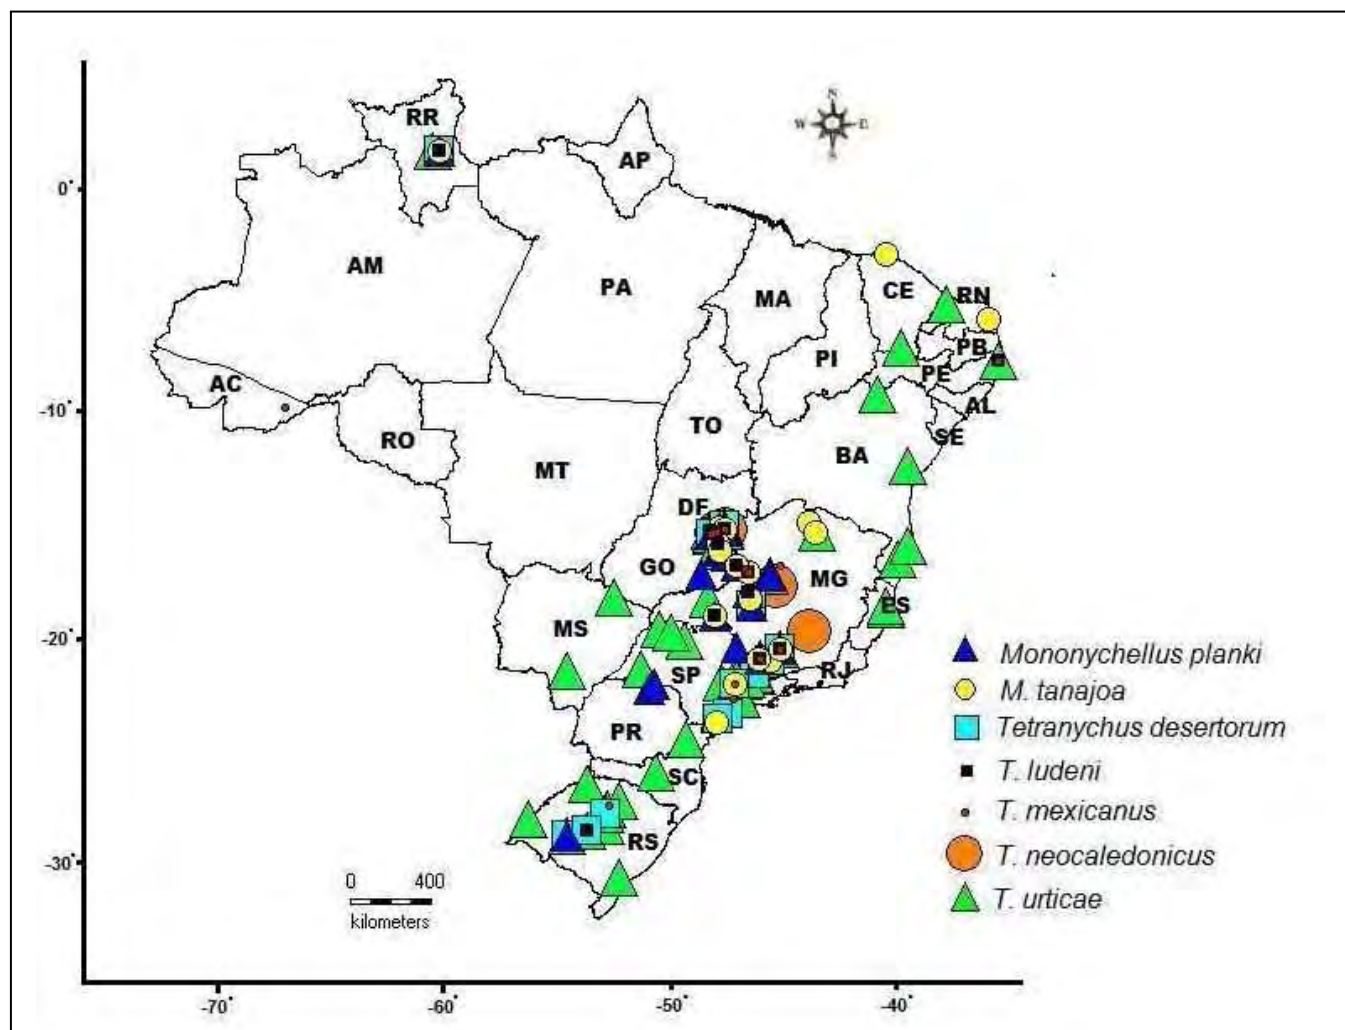 N
W E
S
RR
AP
0°
AM
PA
MA
CE
RN
PB
PI
PE
AC
AL
-10°
TO
SE
RO
BA
MT
DF
GO
MG
ES
MS
-20°
Mononychellus planki
SP
RJ
M. tanajoa
PR
Tetranychus desertorum
SC
T. ludeni
T. mexicanus
RS
T. neocaledonicus
-30°
0 400
kilometers
T. urticae
-70° -60° -50° -40°